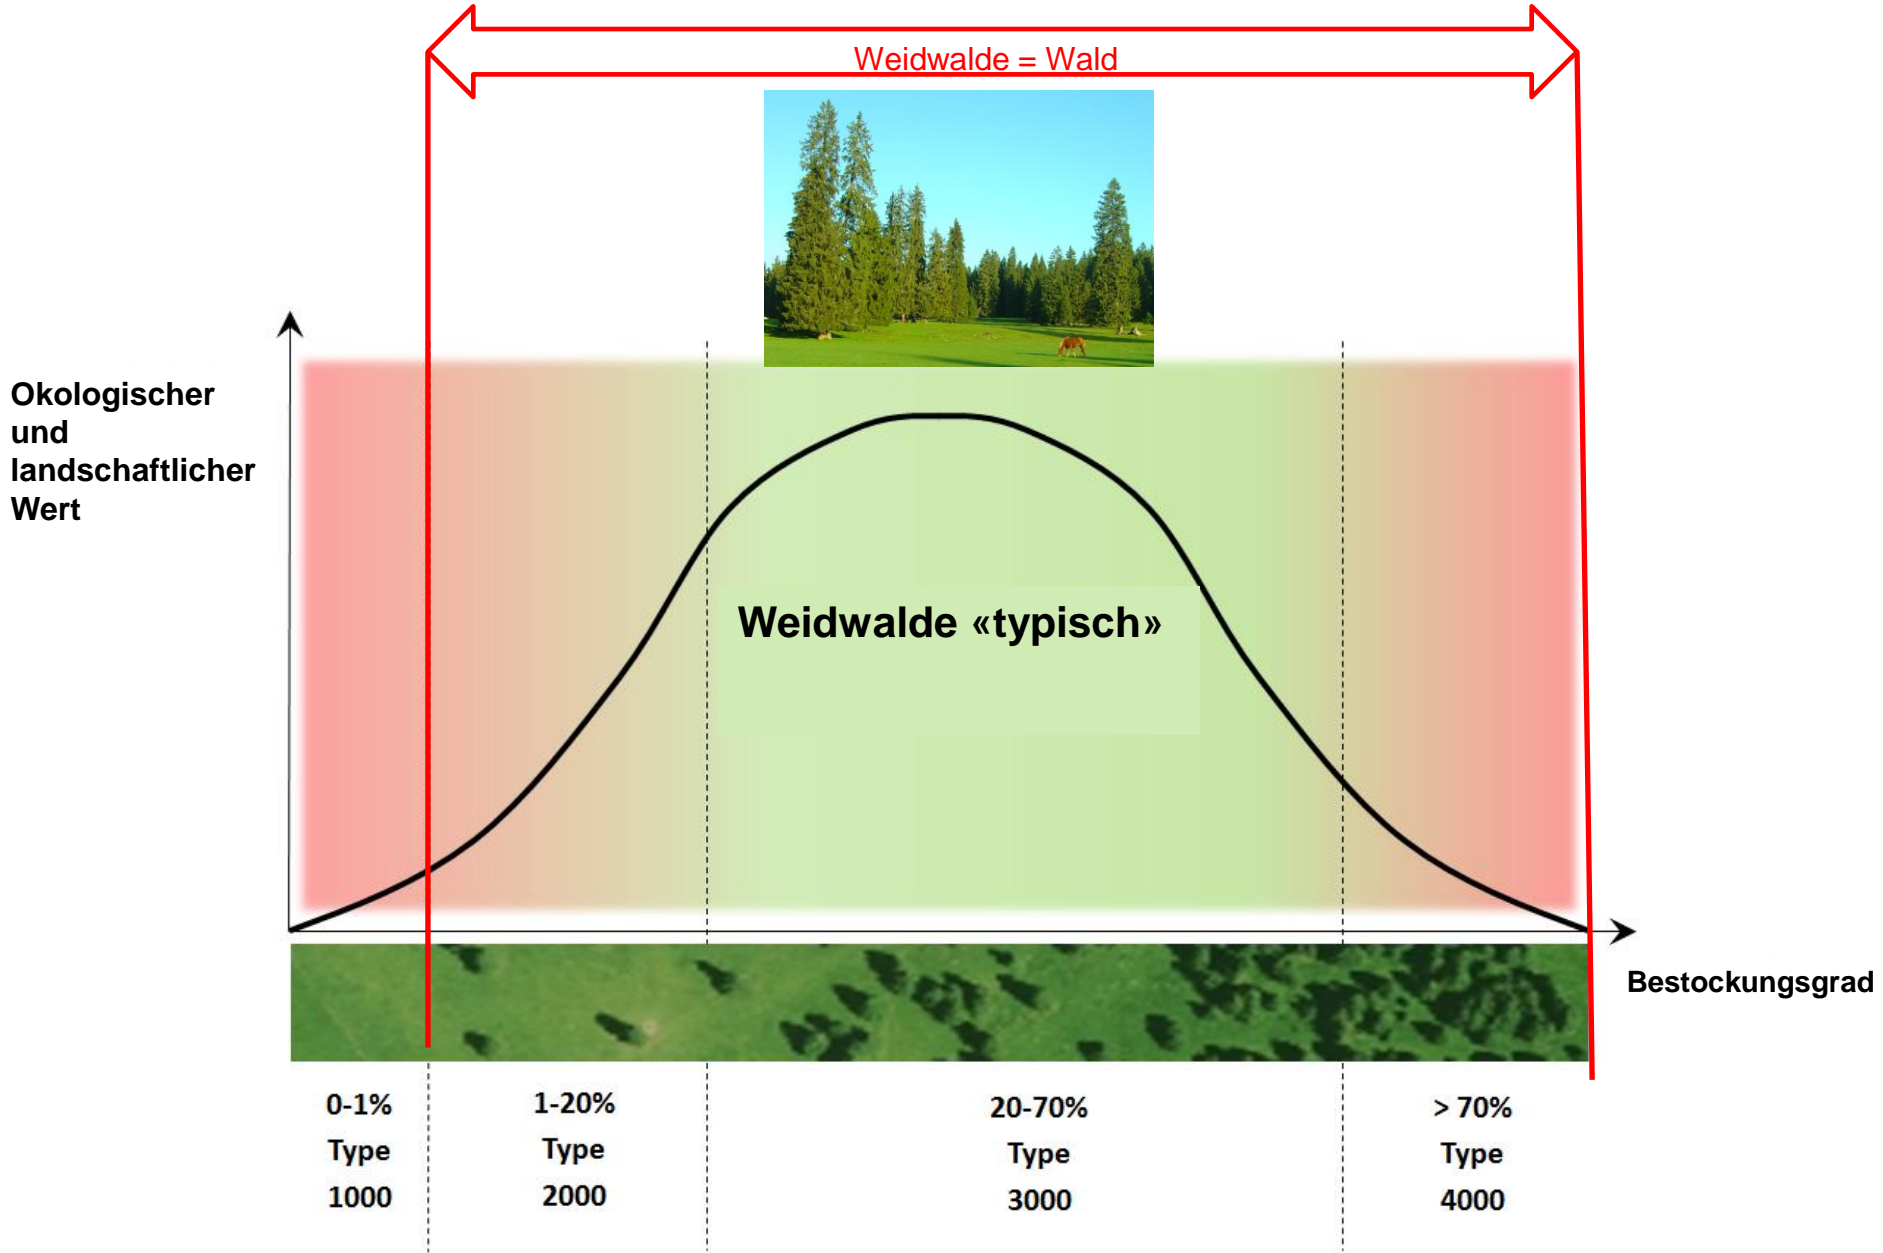 Weidwalde = Wald
Okologischer
und
landschaftlicher
Wert
Weidwalde «typisch»
Bestockungsgrad
0-1%
Type
1000
1-20%
Type
2000
20-70%
Type
3000
> 70%
Type
4000